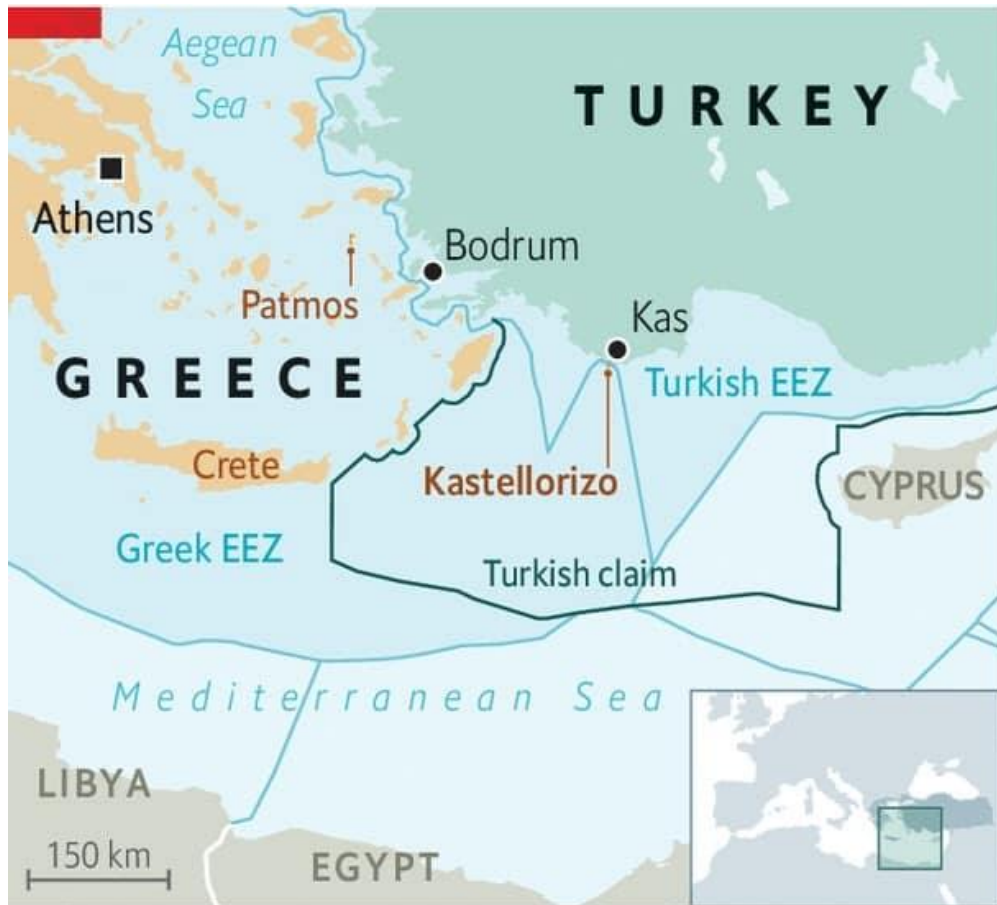 Aegean
Sea
TURKEY
Athens
Bodrum
Patmos
Kas
GREECE
Turkish EEZ
Crete
Kastellorizo
CYPRUS
Greek EEZ
Turkish claim
Mediterranean Sea
LIBYA
150 km
EGYPT